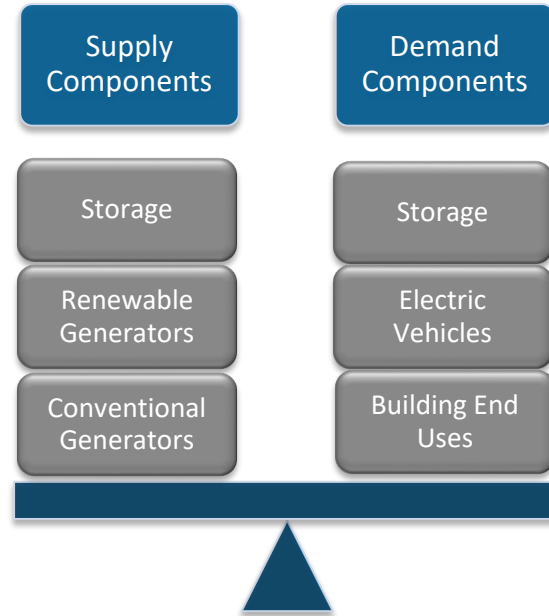 Supply
Components
Demand
Components
Storage
Renewable
Generators
Conventional
Generators
Storage
Electric
Vehicles
Building End
Uses